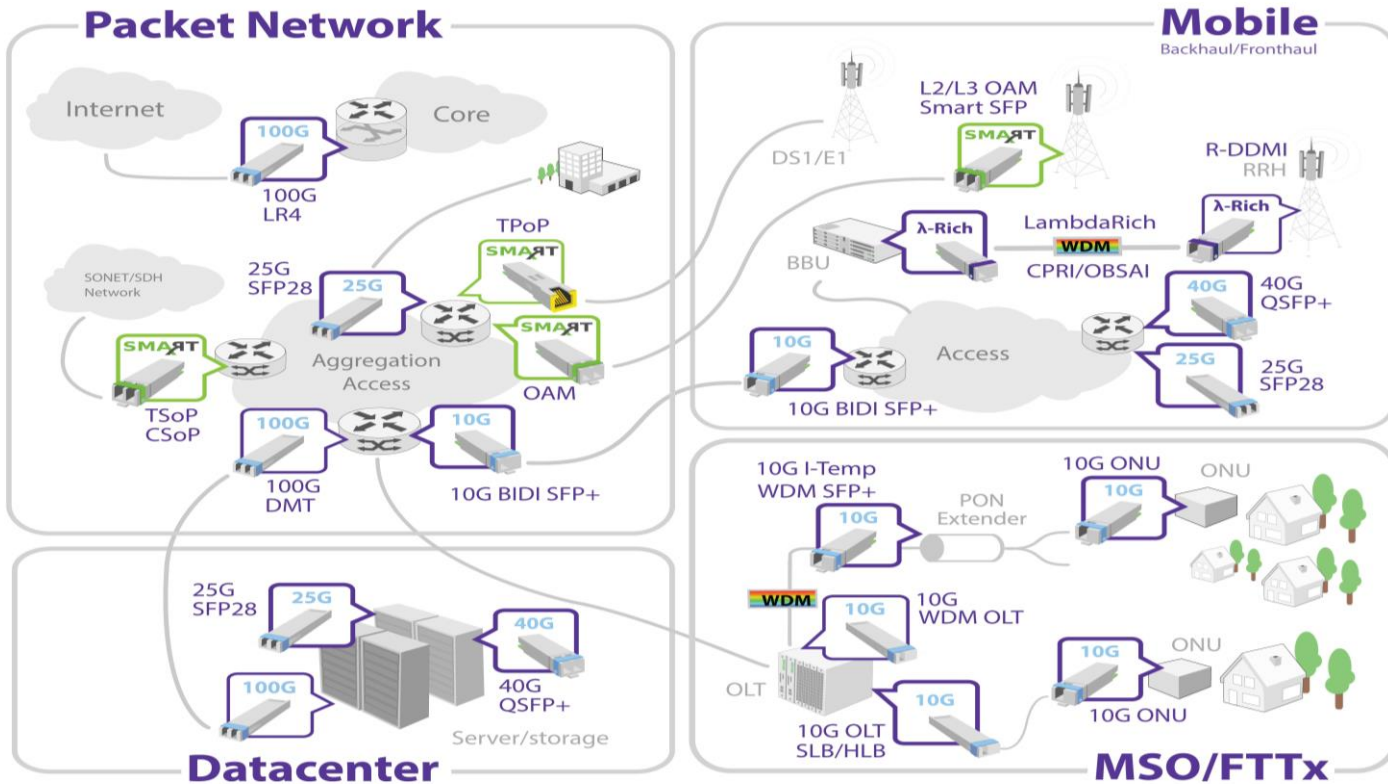 Packet Network
Internet
100G
Core
100G
LR4
TPoP
SMART
25G
SFP28
25G
SONET/SDH
Network
SMART
SMART
Aggregation
Access
OAM
TSoP
CSoP
100G
10G
100G
DMT
10G BIDI SFP+
Mobile
Backhaul/Fronthaul
L2/L3 OAM
Smart SFP
SMART
DS1/E1
R-DDMI
RRH
λ-Rich
LambdaRich
WDM
CPRI/OBSAI
λ-Rich
BBU
40G
40G
QSFP+
10G
Access
25G
25G
SFP28
10G BIDI SFP+
25G
SFP28
25G
40G
40G
QSFP+
100G
Server/storage
Datacenter
10G I-Temp
WDM SFP+
10G
PON
Extender
10G ONU
10G
ONU
WDM
10G
10G
WDM OLT
OLT
10G
10G OLT
SLB/HLB
10G
ONU
10G ONU
MSO/FTTx